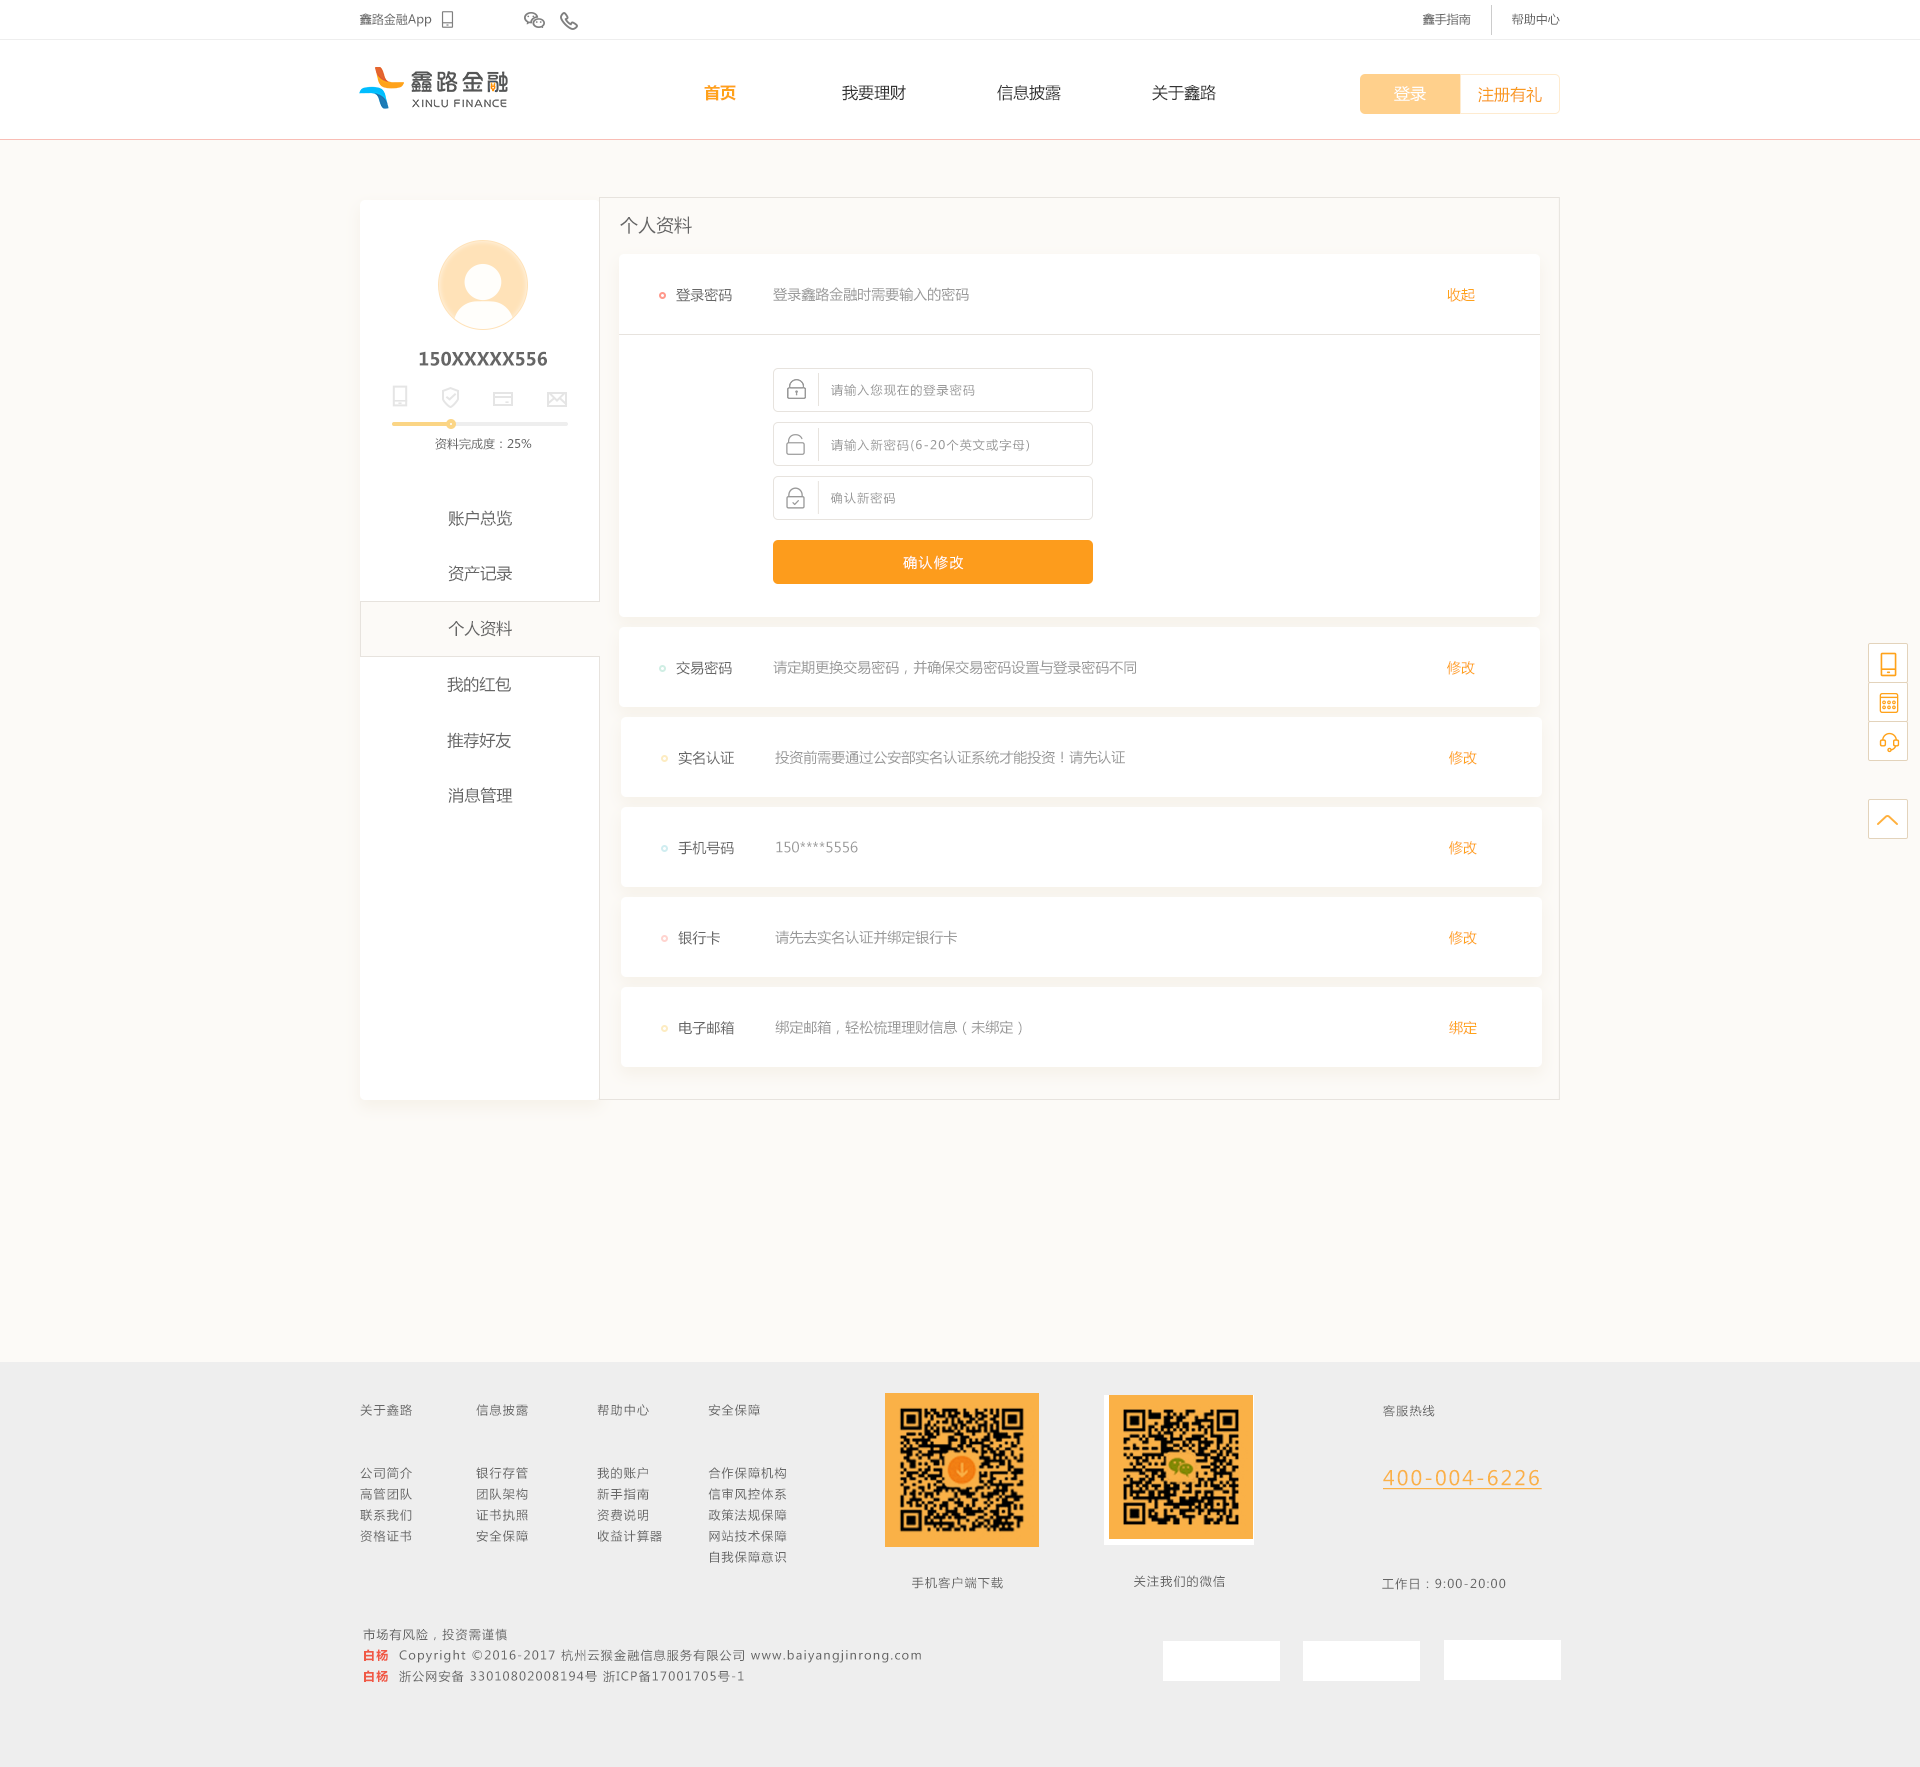 鑫路金融App
鑫手指南
帮助中心
鑫路金融
XINLU FINANCE
首页
我要理财
信息披露
关于鑫路
登录
注册有礼
150XXXXX556
资料完成度：25%
账户总览
资产记录
个人资料
我的红包
推荐好友
消息管理
个人资料
登录密码
登录鑫路金融时需要输入的密码
收起
请输入您现在的登录密码
请输入新密码(6-20个英文或字母)
确认新密码
确认修改
交易密码
请定期更换交易密码，并确保交易密码设置与登录密码不同
修改
实名认证
投资前需要通过公安部实名认证系统才能投资！请先认证
修改
手机号码
150****5556
修改
银行卡
请先去实名认证并绑定银行卡
修改
电子邮箱
绑定邮箱，轻松梳理理财信息（未绑定）
绑定
关于鑫路
公司简介
高管团队
联系我们
资格证书
信息披露
银行存管
团队架构
证书执照
安全保障
帮助中心
我的账户
新手指南
资费说明
收益计算器
安全保障
合作保障机构
信审风控体系
政策法规保障
网站技术保障
自我保障意识
手机客户端下载
关注我们的微信
客服热线
400-004-6226
工作日：9:00-20:00
市场有风险，投资需谨慎
白杨 Copyright ©2016-2017 杭州云猴金融信息服务有限公司 www.baiyangjinrong.com
白杨 浙公网安备 33010802008194号 浙ICP备17001705号-1